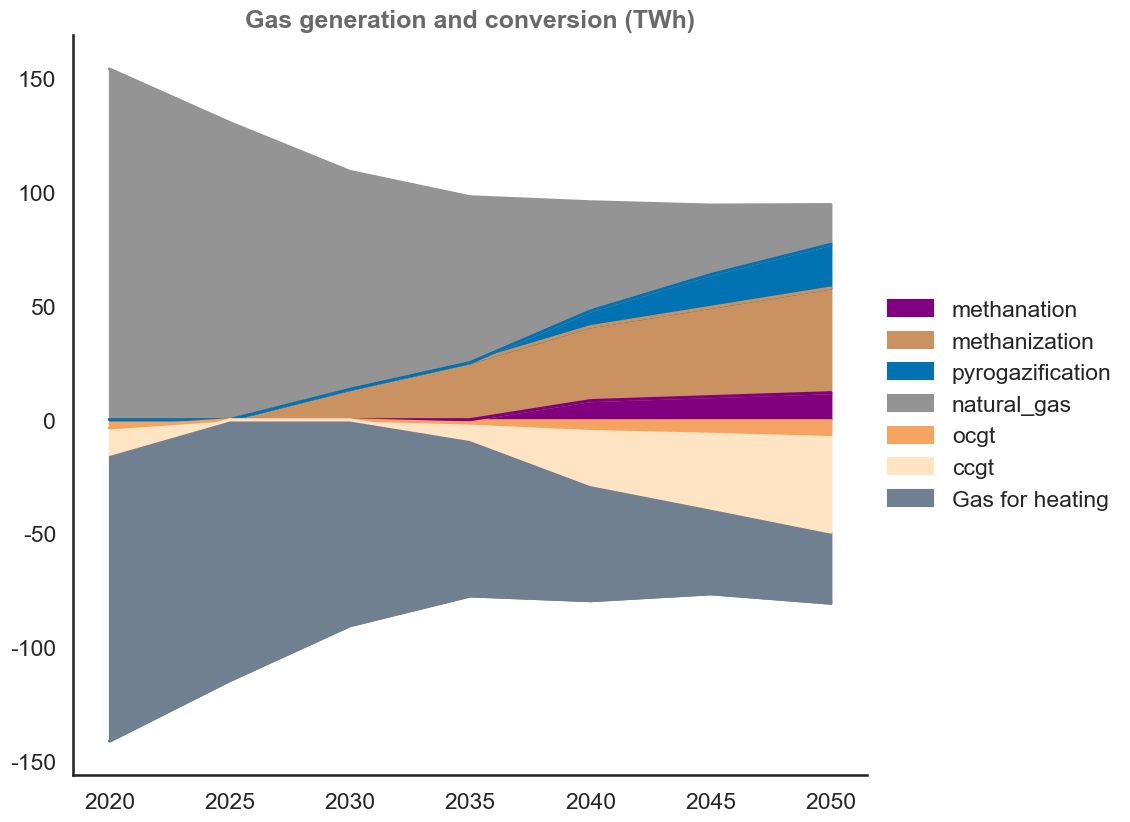 Gas generation and conversion (TWh)
150
100
50
0
-50
-100
-150
2020 2025 2030 2035 2040 2045 2050
methanation
methanization
pyrogazification
natural_gas
ocgt
ccgt
Gas for heating